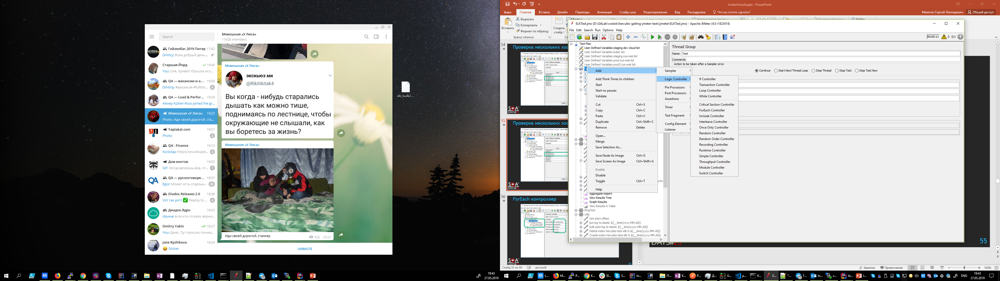 Search
Гейзенбаг.2019 Питер 17:42
Dmitry: Всем добрый день....
Старшая Йорд 19:40
You: Оля, привет! Прошла исп...
QA — вакансии и а... 19:36
Dmitriy: #вакансия #fulltim... 6
QA — Load & Perfor... 19:24
Alexey Kübler-Ross joined the gr...
Мемошная «У Лиса» 19:22
Photo, Иди своей дорогой, ста...
Yaplakal.com 19:21
Photo 2
QA - Finance 19:10
Nickolay: https://en.wikiped... 4
Дом енотов 19:05
GIF, Когда делаешь вид, чт... 1
QA — русскоговоря... 18:57
Egor: Может есть отдельн... 26
Diadoc.Releases 2.0 18:36
Уот так уот!: ✅ Deploy to ... 4
Диадок.Ядро 18:32
Ирина: если кто-то взял, верни...
Dmitry Yakin 18:27
You: Дане.. Тут пришло поним...
Jane Ryzhikova 18:24
Sticker
Мемошная «У Лиса»
11628 members
Мемошная «У Лиса»
экскьюз ми
@Rikitikitak4
Вы когда - нибудь старались
дышать как можно тише,
поднимаясь по лестнице, чтобы
окружающие не слышали, как
вы боретесь за жизнь?
Мемошная «У Лиса»
Иди своей дорогой, сталкер 926 19:22
UNMUTE
elk_builk2....
19:43
27.05.2019
JmeterSwiss6.pptx - PowerPoint
Файл Главная Вставка Дизайн Переходы Анимация Слайд-шоу Рецензирование Вид Раскадровка Что вы хотите сделать? Махетов Сергей Леонидович Общий доступ
Вставить
Вырезать
Копировать
Формат по образцу
Буфер обмена
Создать
слайд
54
Проверка нескольких хос
55
Проверка нескольких хос
56
ForEach контроллер
ELKTest.jmx (D:\GitLab\vostok\hercules-gatling-jmeter-tests\jmeter\ELKTest.jmx) - Apache JMeter (4.0 r1823414)
File Edit Search Run Options Help
00:00:11 0 0/1
Test Plan
User Defined Variables staging dev-cloud list
User Defined Variables kuber list
User Defined Variables staging sys-msk list
User Defined Variables prod sys-msk list
User Defined Variables prod2 sys-msk list
Add
Add Think Times to children
Start
Start no pauses
Validate
Cut Ctrl+X
Copy Ctrl+C
Paste Ctrl+V
Duplicate Ctrl+Shift+C
Remove Delete
Open...
Merge
Save Selection As...
Save Node As Image Ctrl+G
Save Screen As Image Ctrl+Shift+G
Enable
Disable
Toggle Ctrl+T
Help
Sampler
Logic Controller
Pre Processors
Post Processors
Assertions
Timer
Test Fragment
Config Element
Listener
If Controller
Transaction Controller
Loop Controller
While Controller
Critical Section Controller
ForEach Controller
Include Controller
Interleave Controller
Once Only Controller
Random Controller
Random Order Controller
Recording Controller
Runtime Controller
Simple Controller
Throughput Controller
Module Controller
Switch Controller
Aggregate Report
View Results Tree
Graph Results
View Results in Table
PingTest
utils
Get start offset
put log to elastic ${__time(yyyy.MM.dd)}
bulk post log to elastic ${__time(yyyy.MM.dd)}
Delete index hercules-test-elk-0-${__time(yyyy.MM.dd)}
Create index hercules-test-elk-0-${__time(yyyy.MM.dd)}
Thread Group
Name: Test
Comments:
Action to be taken after a Sampler error
Continue Start Next Thread Loop Stop Thread Stop Test Stop Test Now
55
Слайд 55 из 80 русский Заметки Примечания 103%
ENG 19:43
27.05.2019